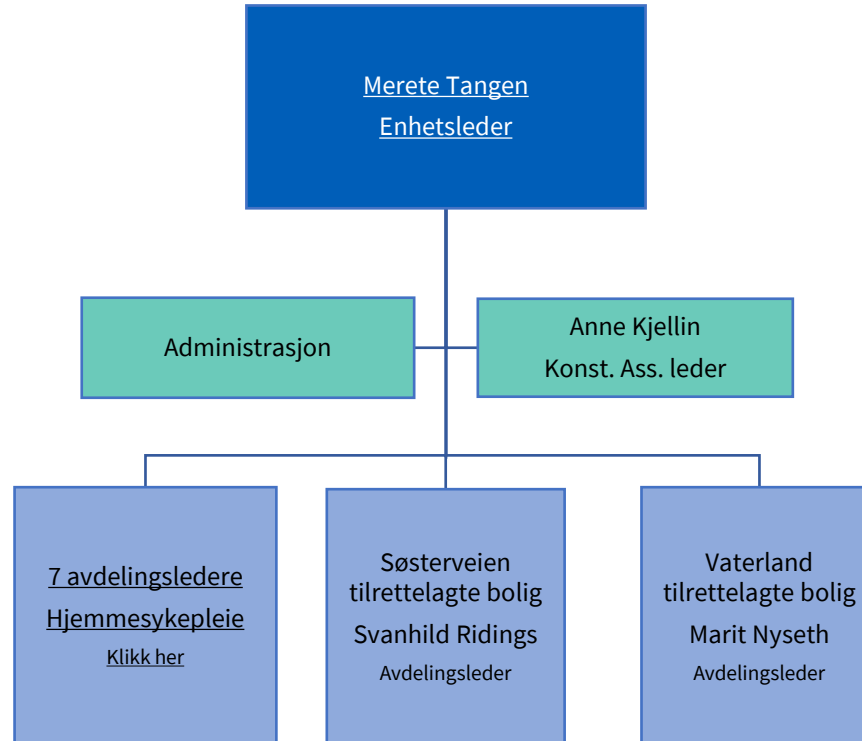 Merete Tangen
Enhetsleder
Administrasjon
Anne Kjellin
Konst. Ass. leder
7 avdelingsledere
Hjemmesykepleie
Klikk her
Søsterveien
tilrettelagte bolig
Svanhild Ridings
Avdelingsleder
Vaterland
tilrettelagte bolig
Marit Nyseth
Avdelingsleder